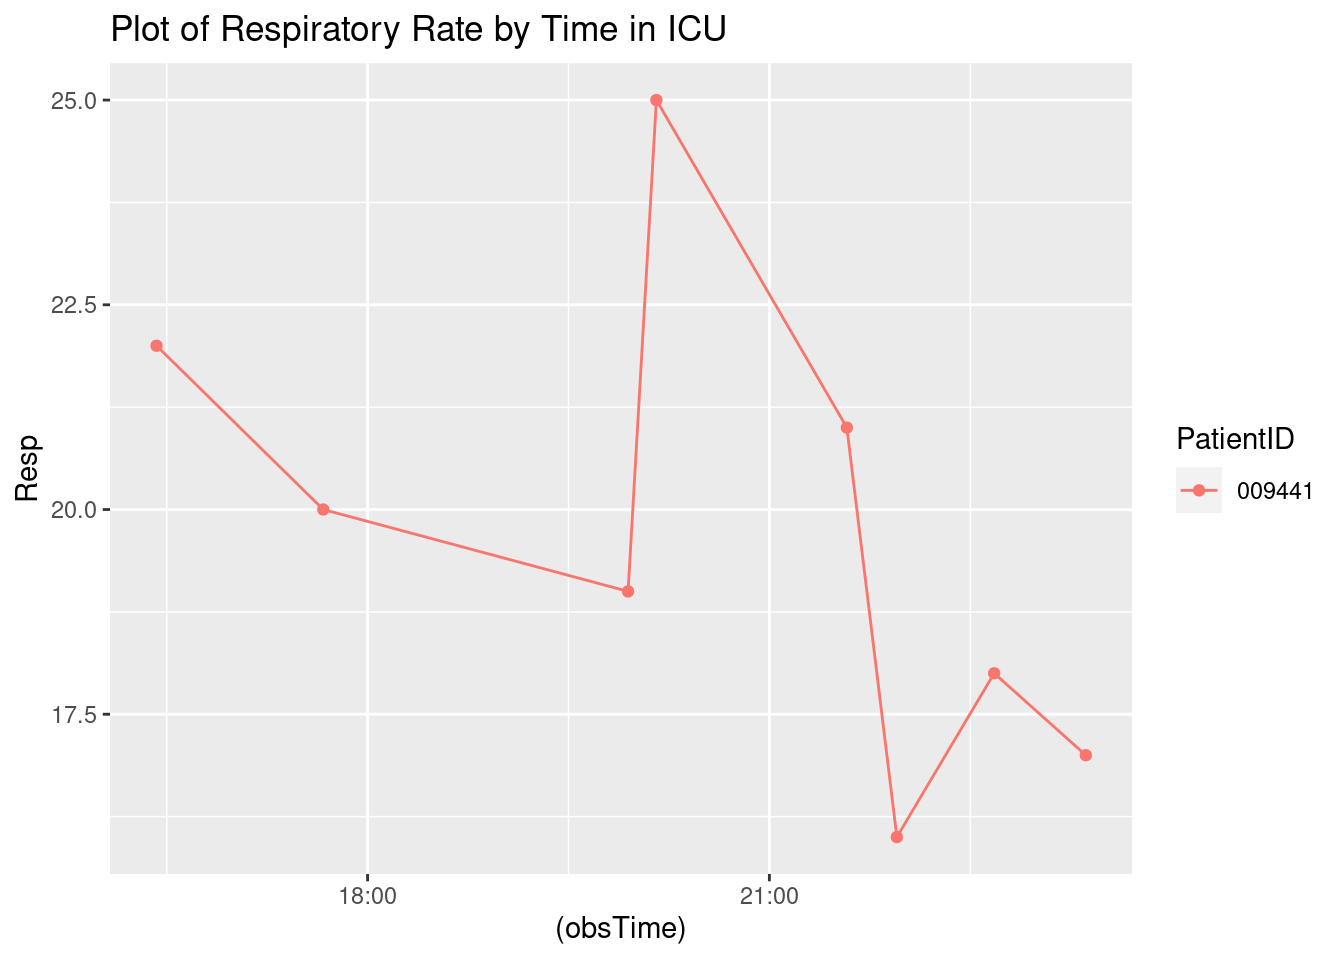 Plot of Respiratory Rate by Time in ICU
25.0
22.5
20.0
17.5
Resp
18:00
21:00
(obsTime)
PatientID
009441